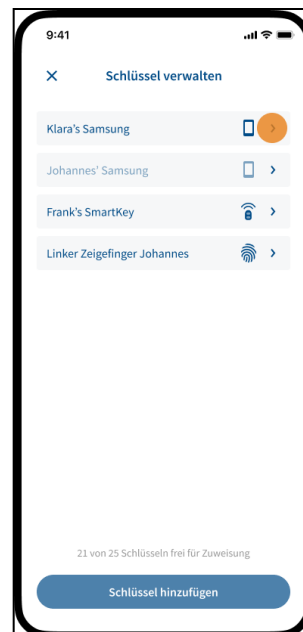 9:41
Schlüssel verwalten
Klara's Samsung
Johannes' Samsung
Frank's SmartKey
Linker Zeigefinger Johannes
21 von 25 Schlüsseln frei für Zuweisung
Schlüssel hinzufügen